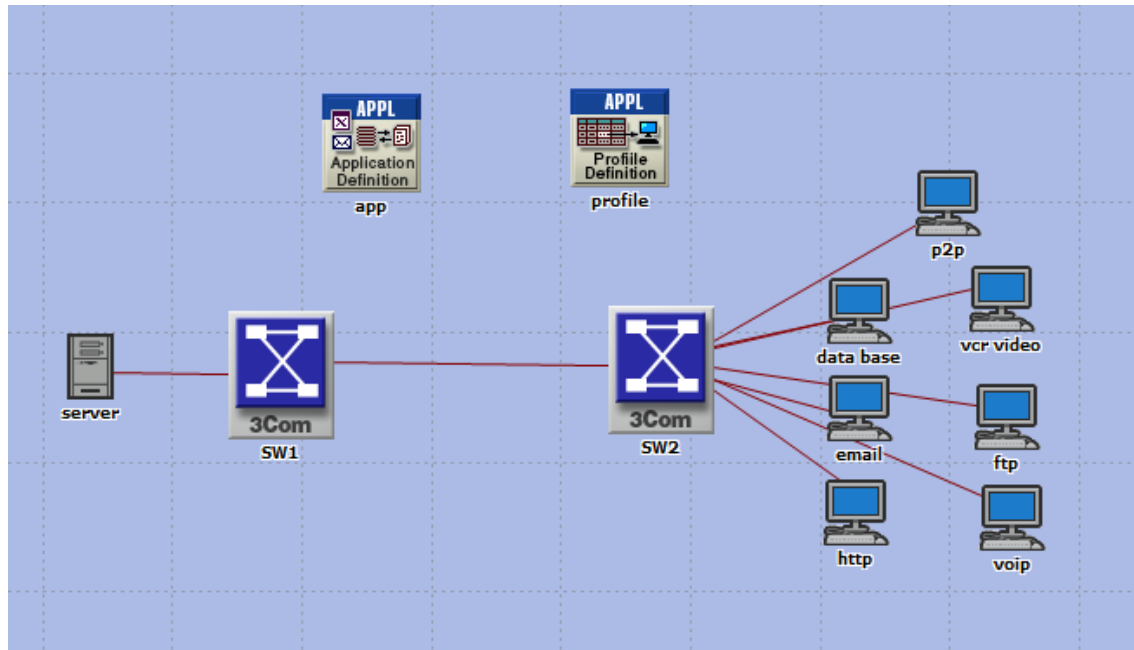 APPL
Application
Definition
app
APPL
Profiile
Definition
profile
p2p
data base
vcr video
server
3Com
SW1
3Com
SW2
email
ftp
http
voip